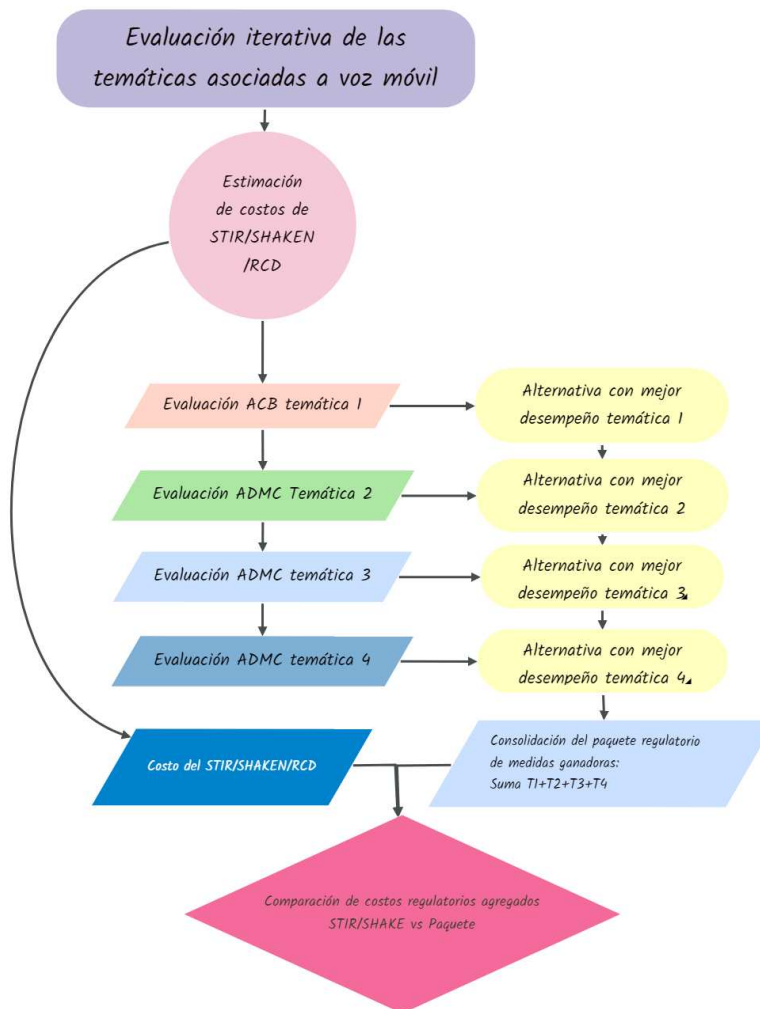 Evaluación iterativa de las
temáticas asociadas a voz móvil
Estimación
de costos de
STIR/SHAKEN
/RCD
Evaluación ACB temática 1
Alternativa con mejor
desempeño temática 1
Evaluación ADMC Temática 2
Alternativa con mejor
desempeño temática 2
Evaluación ADMC temática 3
Alternativa con mejor
desempeño temática 3
Evaluación ADMC temática 4
Alternativa con mejor
desempeño temática 4
Costo del STIR/SHAKEN/RCD
Consolidación del paquete regulatorio
de medidas ganadoras:
Suma T1+T2+T3+T4
Comparación de costos regulatorios agregados
STIR/SHAKE vs Paquete